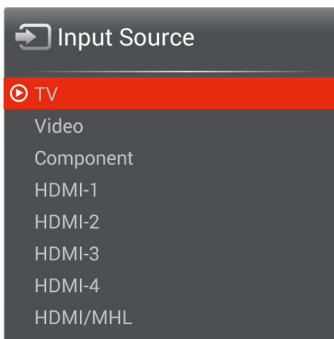 Input Source
TV
Video
Component
HDMI-1
HDMI-2
HDMI-3
HDMI-4
HDMI/MHL